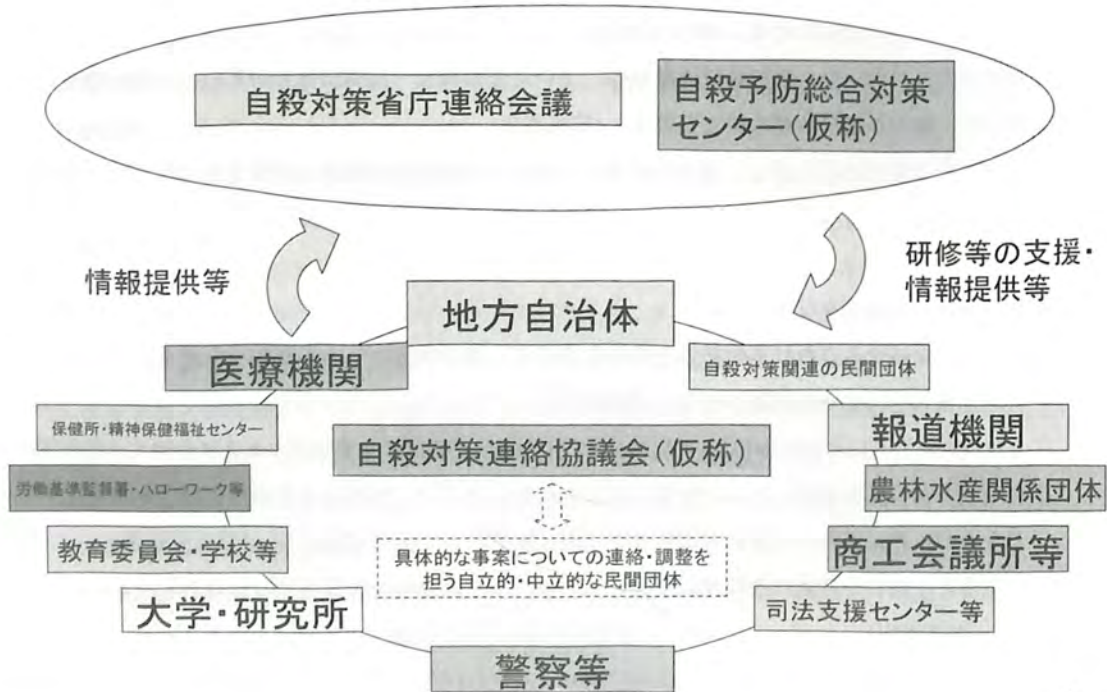 自殺対策省庁連絡会議
自殺予防総合対策
センター(仮称)
情報提供等
研修等の支援・
情報提供等
地方自治体
医療機関
自殺対策関連の民間団体
保健所・精神保健福祉センター
報道機関
自殺対策連絡協議会(仮称)
労働基準監督署・ハローワーク等
農林水産関係団体
教育委員会・学校等
具体的な事案についての連絡・調整を
担う自立的・中立的な民間団体
商工会議所等
大学・研究所
司法支援センター等
警察等